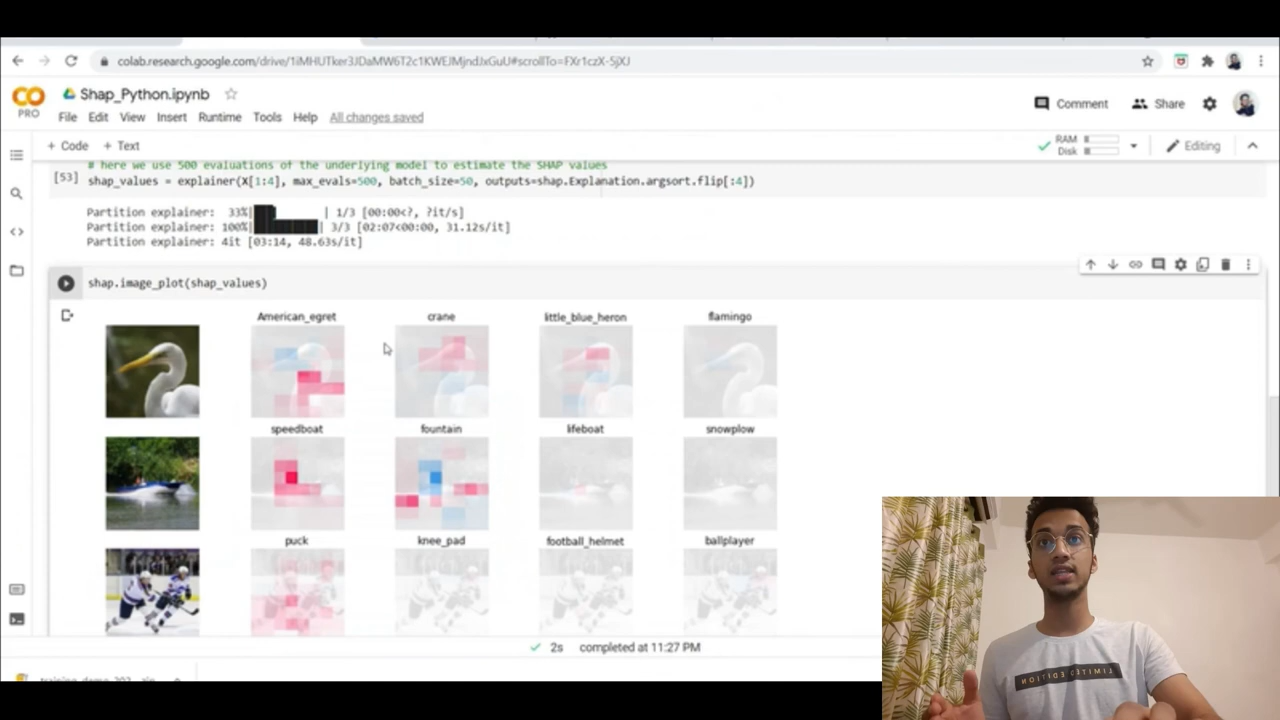 colab.research.google.com/drive/1iMHUTker3JDaMW6T2c1KWEJMjndJxGuU#scrollTo=FXr1czX-5jXJ
CO
PRO
Shap_Python.ipynb
File Edit View Insert Runtime Tools Help All changes saved
Comment Share
+ Code + Text
RAM
Disk
Editing
# here we use 500 evaluations of the underlying model to estimate the SHAP values
[53] shap_values = explainer(X[1:4], max_evals=500, batch_size=50, outputs=shap.Explanation.argsort.flip[:4])
Partition explainer: 33%| | 1/3 [00:00<?, ?it/s]
Partition explainer: 100%| | 3/3 [02:07<00:00, 31.12s/it]
Partition explainer: 4it [03:14, 48.63s/it]
shap.image_plot(shap_values)
American_egret crane little_blue_heron flamingo
speedboat fountain lifeboat snowplow
puck knee_pad football_helmet ballplayer
2s completed at 11:27 PM
LIMITED EDITION